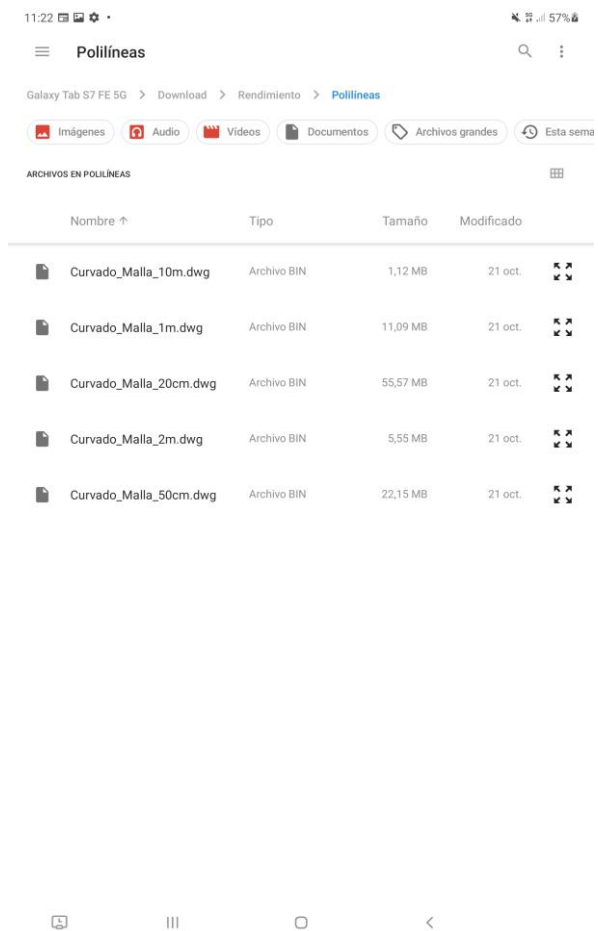 11:22 57%
Polilíneas
Galaxy Tab S7 FE 5G > Download > Rendimiento > Polilíneas
Imágenes Audio Vídeos Documentos Archivos grandes Esta sema
ARCHIVOS EN POLILÍNEAS
Nombre ↑ Tipo Tamaño Modificado
Curvado_Malla_10m.dwg Archivo BIN 1,12 MB 21 oct.
Curvado_Malla_1m.dwg Archivo BIN 11,09 MB 21 oct.
Curvado_Malla_20cm.dwg Archivo BIN 55,57 MB 21 oct.
Curvado_Malla_2m.dwg Archivo BIN 5,55 MB 21 oct.
Curvado_Malla_50cm.dwg Archivo BIN 22,15 MB 21 oct.